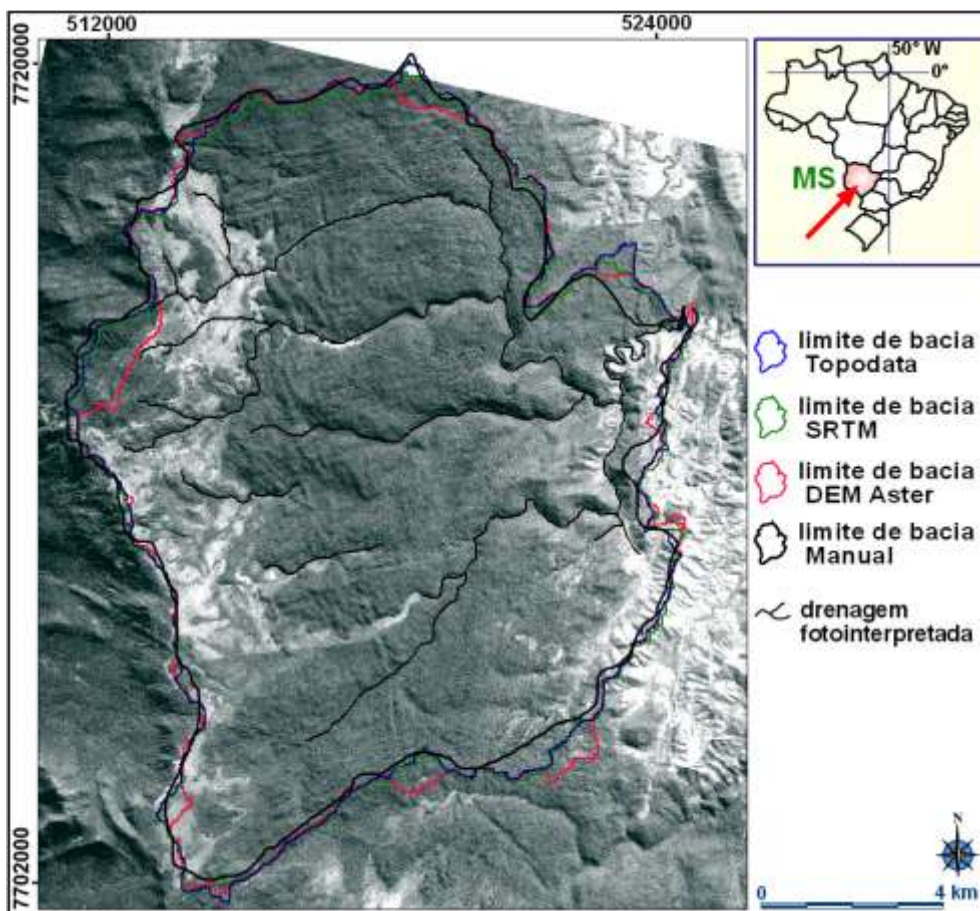 512000
524000
7720000
7702000
50° W
0°
MS
limite de bacia
Topodata
limite de bacia
SRTM
limite de bacia
DEM Aster
limite de bacia
Manual
drenagem
fotointerpretada
N
0
4 km